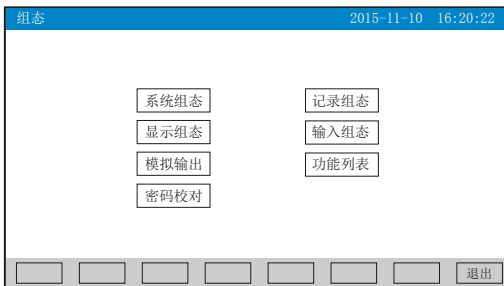 组态 2015-11-10 16:20:22
系统组态 记录组态
显示组态 输入组态
模拟输出 功能列表
密码校对
退出